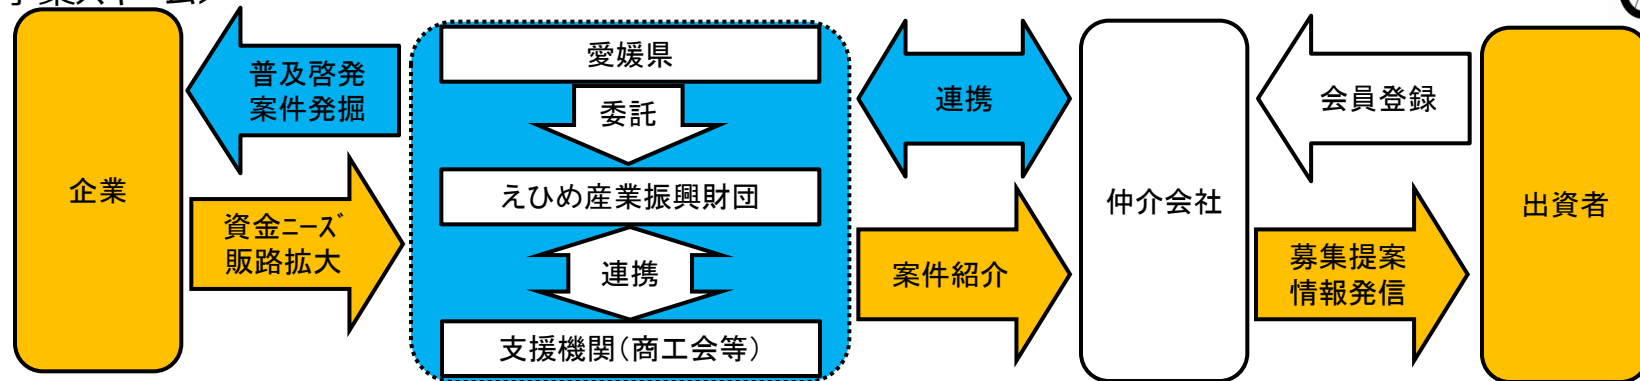 企業
普及啓発
案件発掘
資金ﾆｰｽﾞ
販路拡大
愛媛県
委託
えひめ産業振興財団
連携
支援機関(商工会等)
連携
案件紹介
仲介会社
会員登録
募集提案
情報発信
出資者